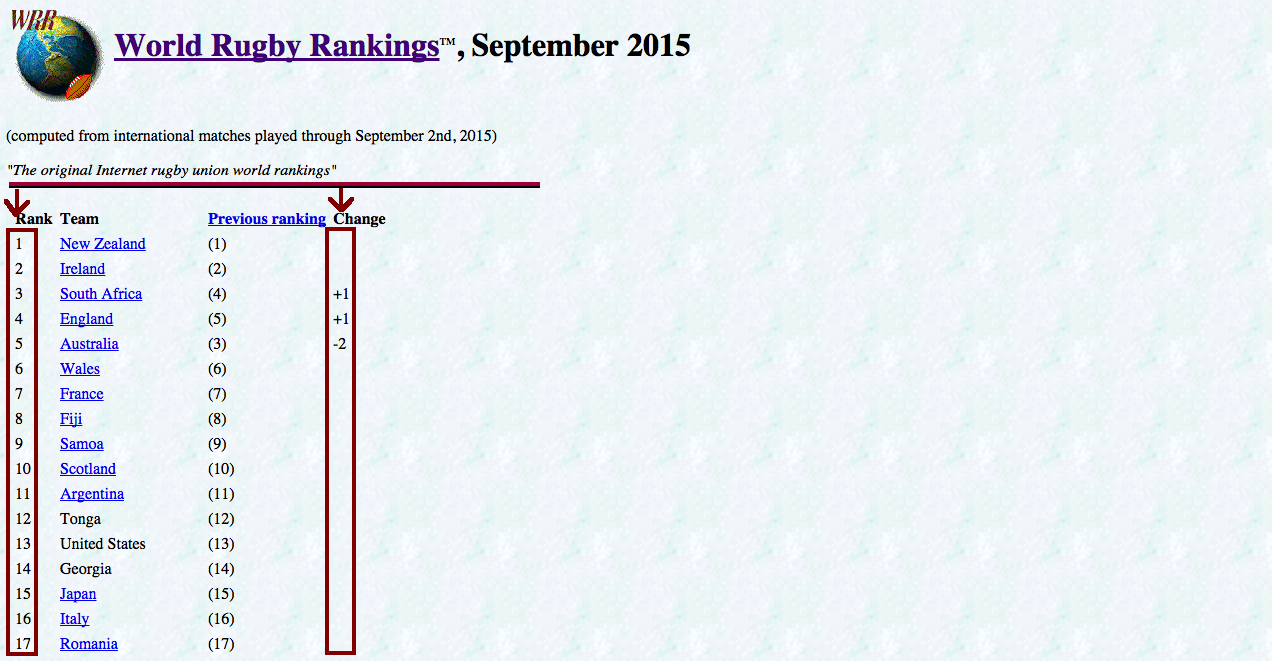 WRR
World Rugby Rankings™, September 2015
(computed from international matches played through September 2nd, 2015)
"The original Internet rugby union world rankings"
Rank Team Previous ranking Change
1 New Zealand (1)
2 Ireland (2)
3 South Africa (4) +1
4 England (5) +1
5 Australia (3) -2
6 Wales (6)
7 France (7)
8 Fiji (8)
9 Samoa (9)
10 Scotland (10)
11 Argentina (11)
12 Tonga (12)
13 United States (13)
14 Georgia (14)
15 Japan (15)
16 Italy (16)
17 Romania (17)